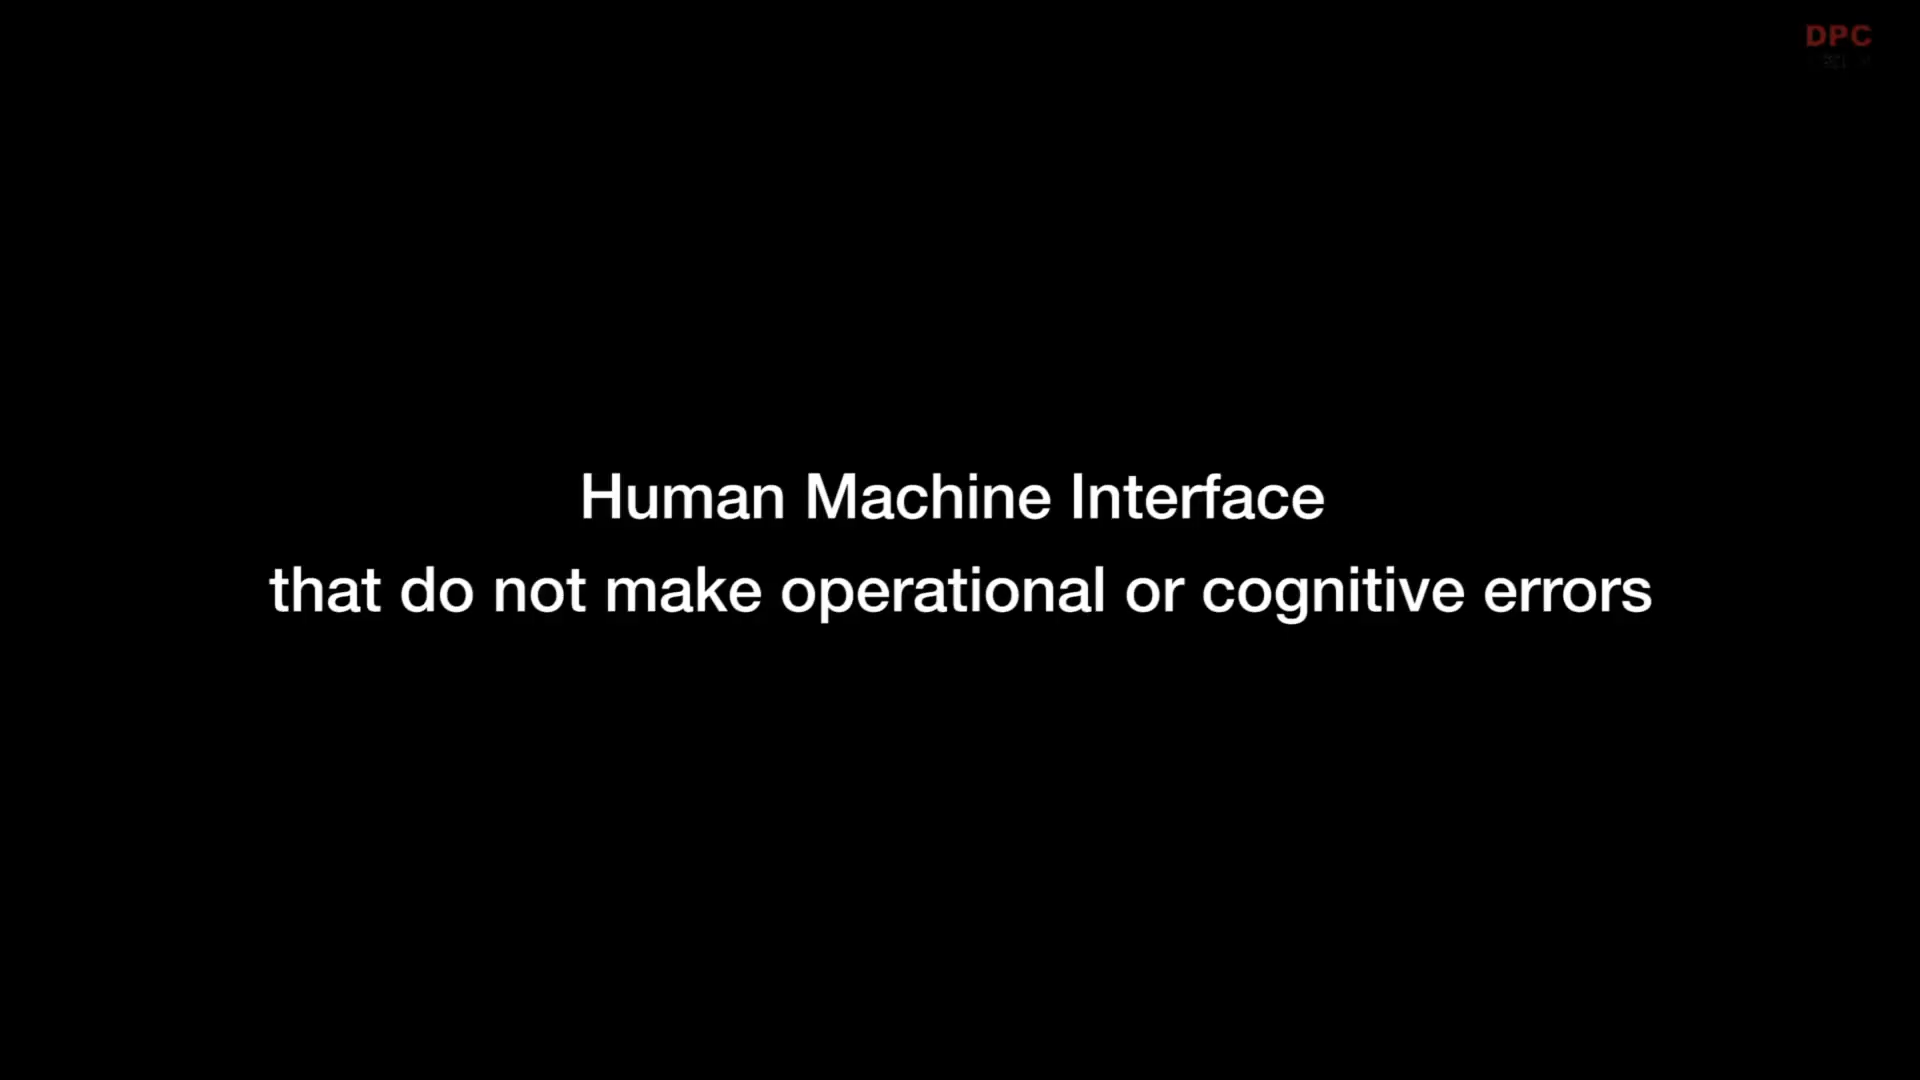 DPC
Human Machine Interface
that do not make operational or cognitive errors